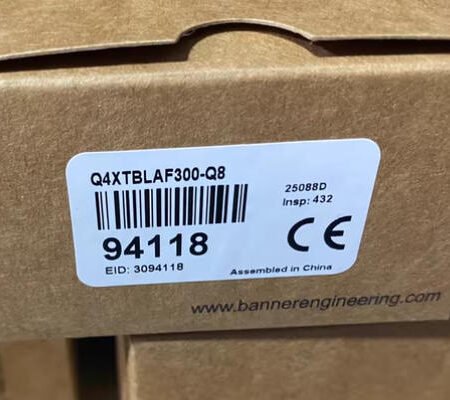 Q4XTBLAF300-Q8
25088D
Insp: 432
94118
CE
EID: 3094118
Assembled in China
www.bannerengineering.com